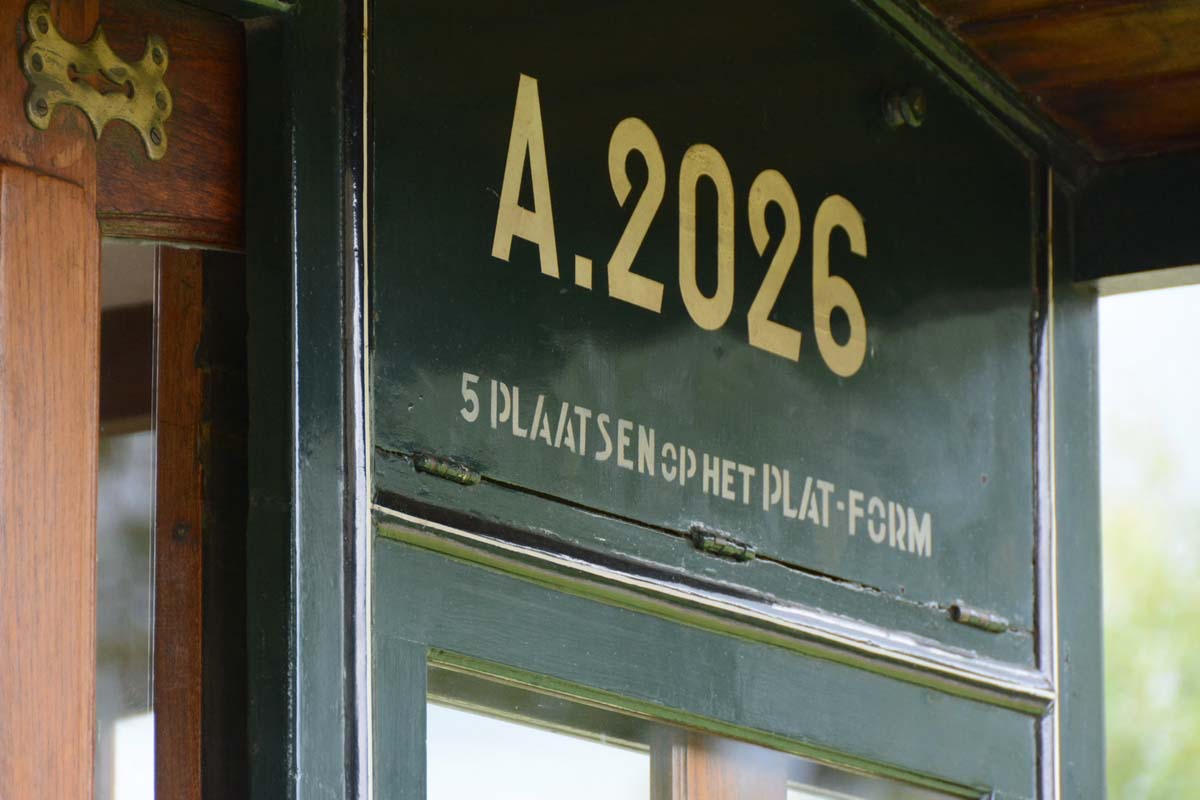 A.2026
5 PLAATSEN OP HET PLAT-FORM